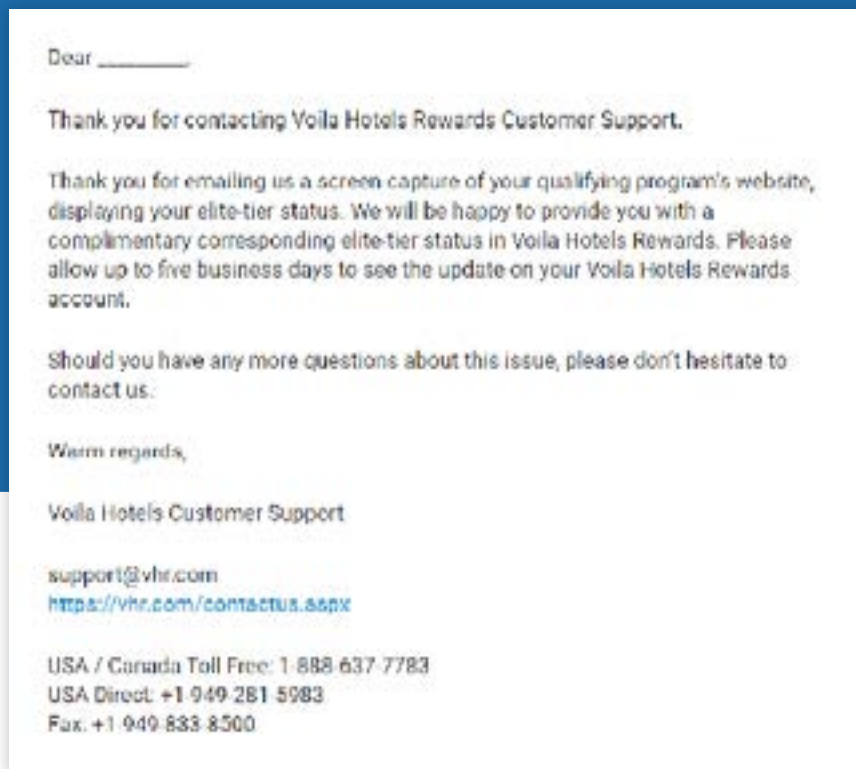 Dear _________
Thank you for contacting Voila Hotels Rewards Customer Support.
Thank you for emailing us a screen capture of your qualifying program's website,
displaying your elite-tier status. We will be happy to provide you with a
complimentary corresponding elite-tier status in Voila Hotels Rewards. Please
allow up to five business days to see the update on your Voila Hotels Rewards
account.
Should you have any more questions about this issue, please don't hesitate to
contact us.
Warm regards,
Voila Hotels Customer Support
support@vhr.com
https://vhr.com/contactus.aspx
USA / Canada Toll Free: 1-888-637-7783
USA Direct: +1-949-281-5983
Fax: +1-949-833-8500